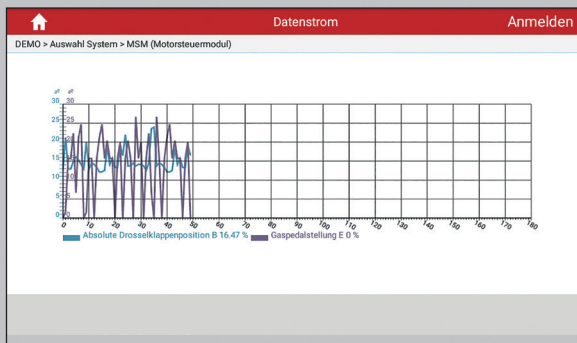 Datenstrom
Anmelden
DEMO > Auswahl System > MSM (Motorsteuermodul)
% %
30 30
25 25
20 20
15 15
10 10
5 5
0 0
0 10 20 30 40 50 60 70 80 90 100 110 120 130 140 150 160 170 180
Absolute Drosselklappenposition B 16.47 % Gaspedalstellung E 0 %